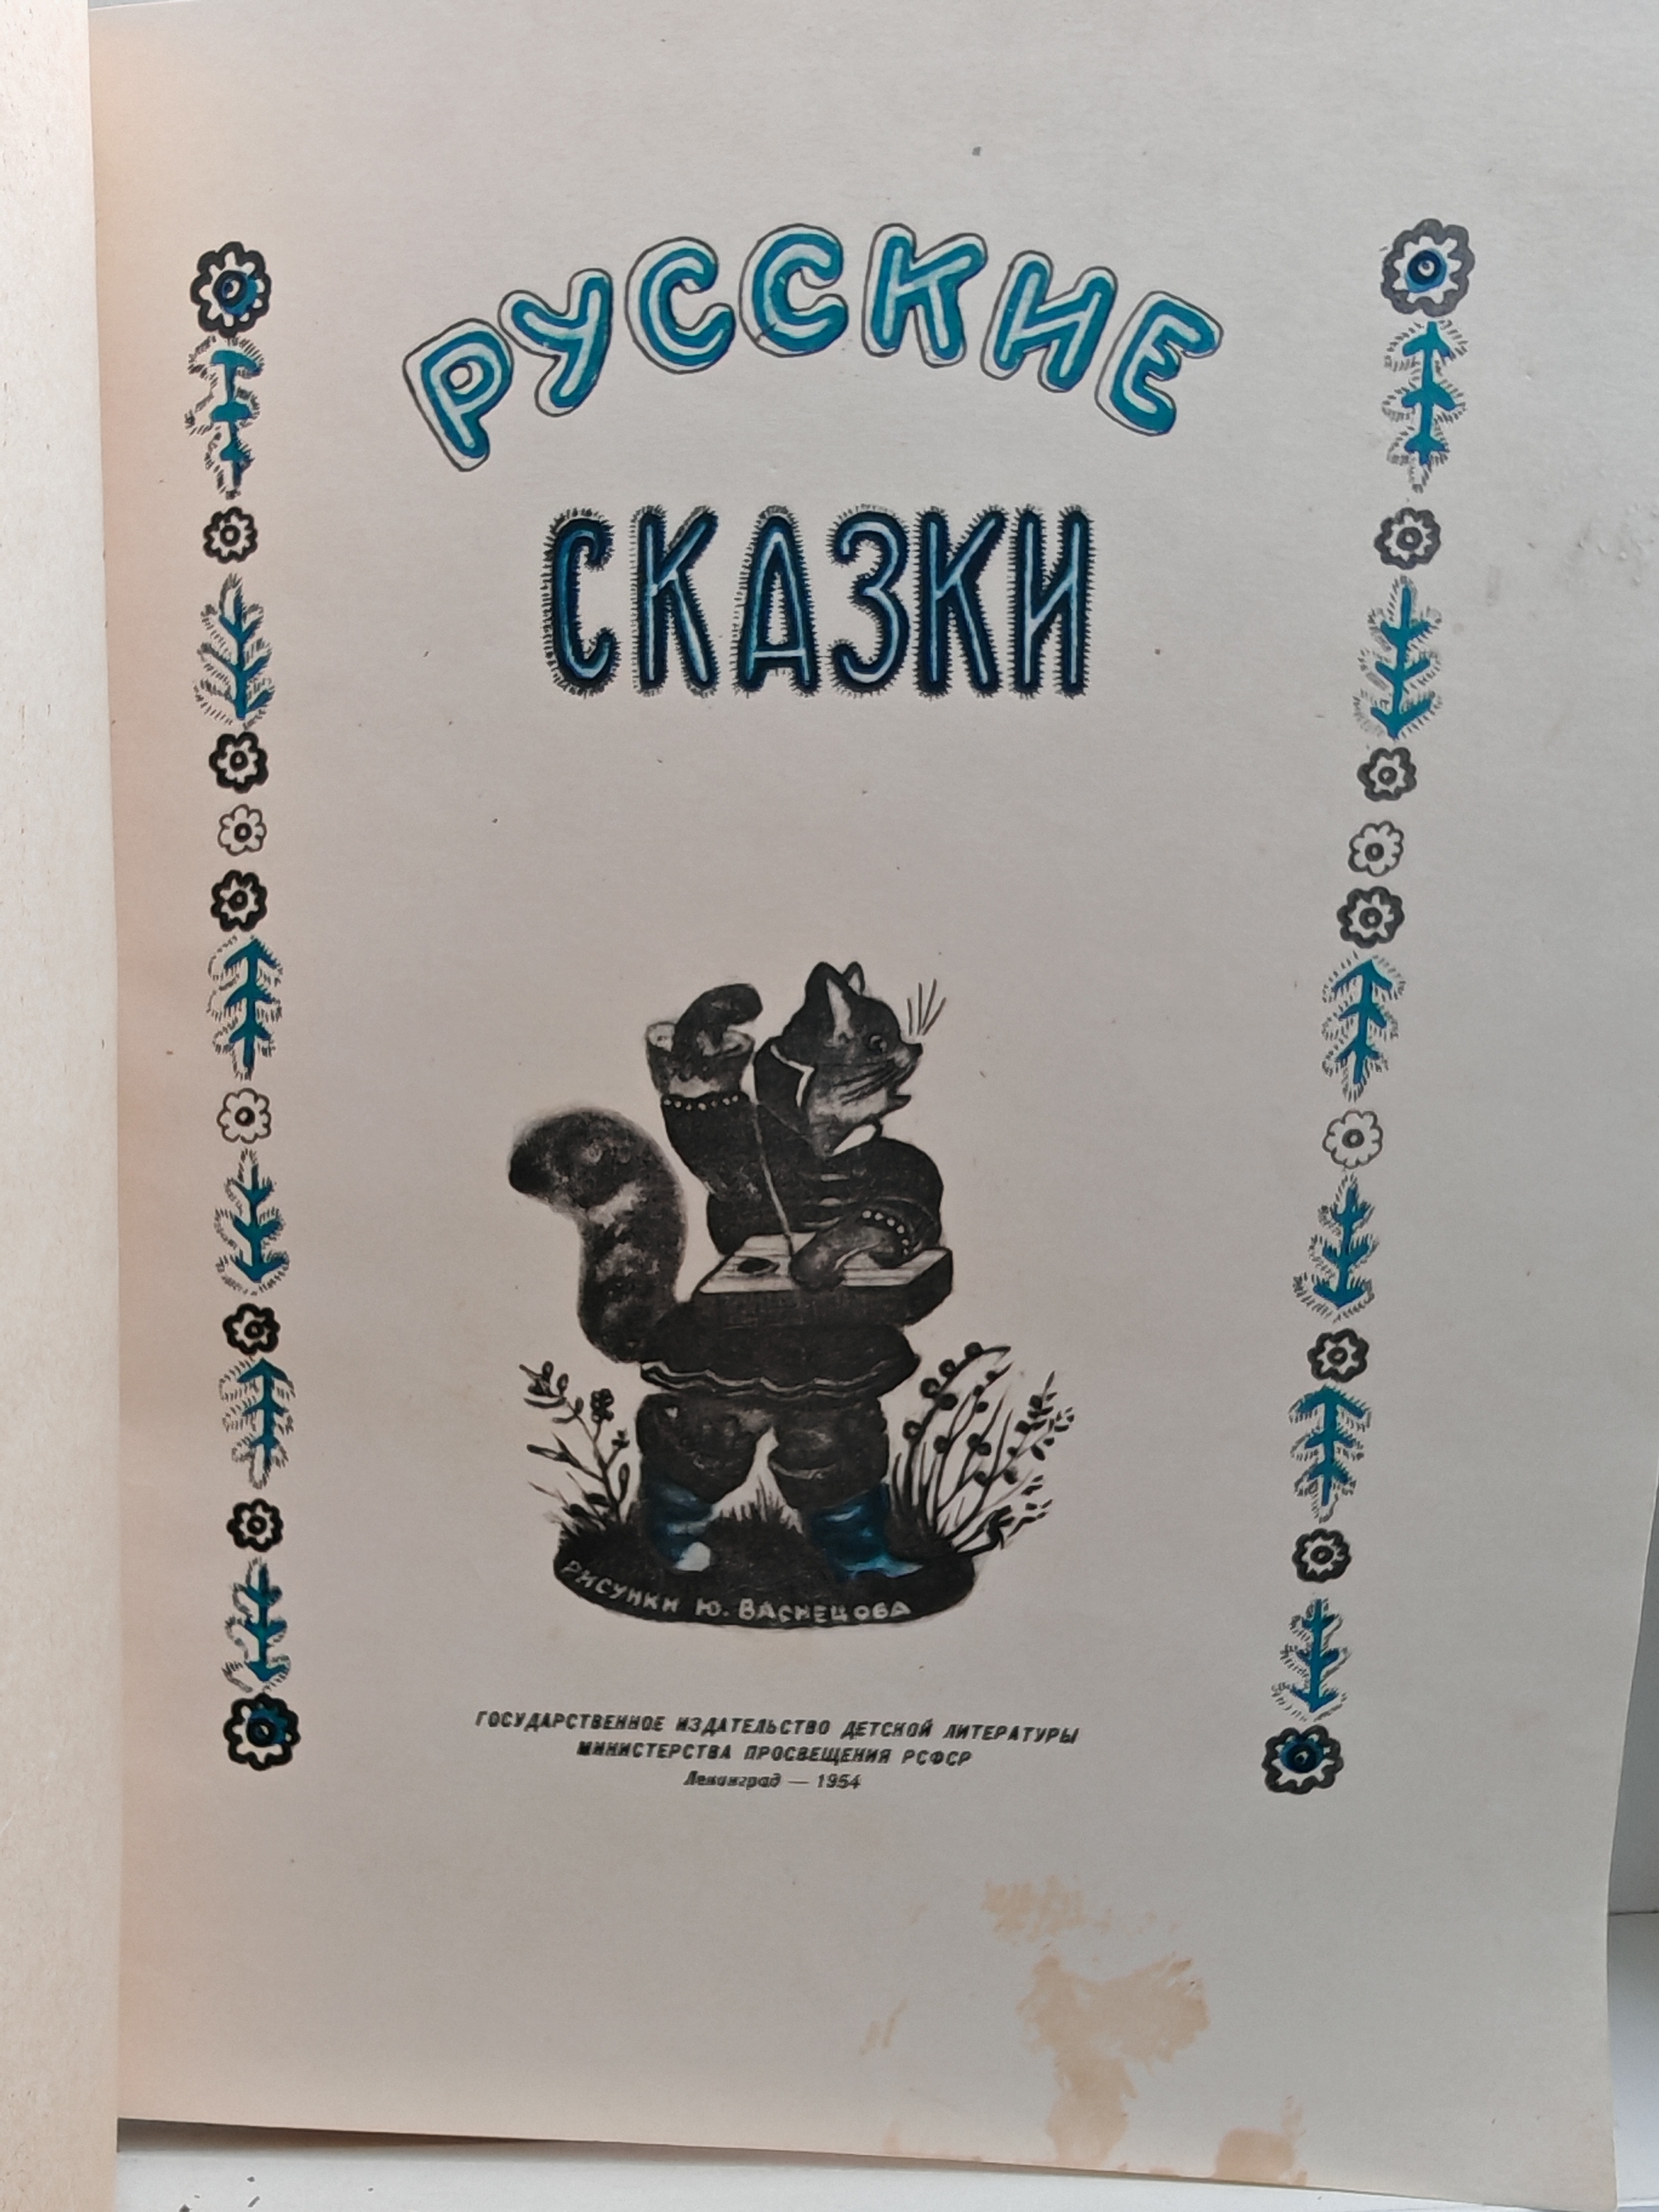 РУССКИЕ
СКАЗКИ
РИСУНКИ Ю. ВАСНЕЦОВА
ГОСУДАРСТВЕННОЕ ИЗДАТЕЛЬСТВО ДЕТСКОЙ ЛИТЕРАТУРЫ
МИНИСТЕРСТВА ПРОСВЕЩЕНИЯ РСФСР
Ленинград — 1954